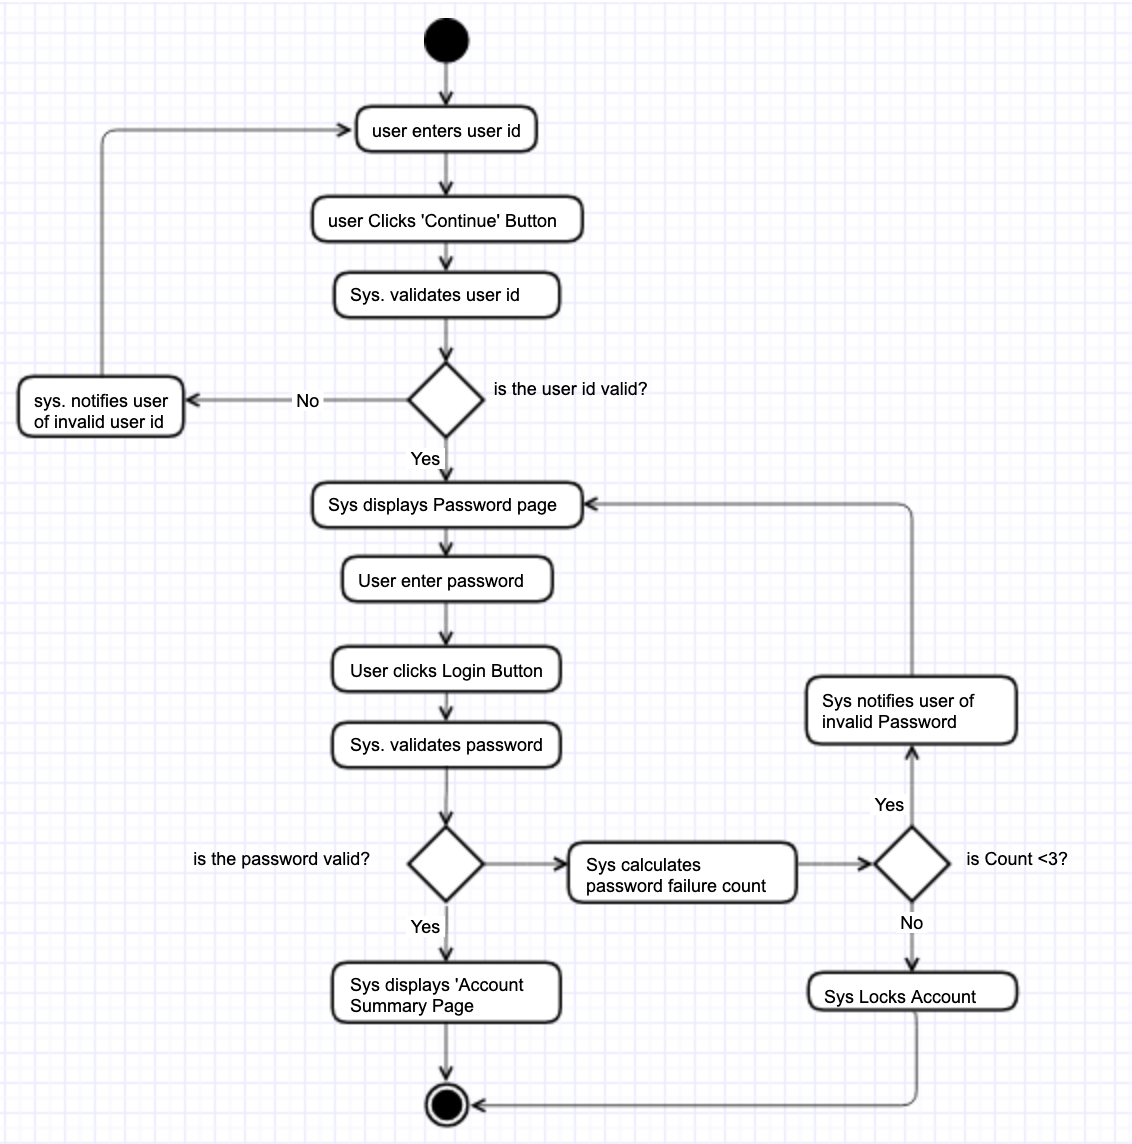 user enters user id
user Clicks 'Continue' Button
Sys. validates user id
is the user id valid?
No
sys. notifies user
of invalid user id
Yes
Sys displays Password page
User enter password
User clicks Login Button
Sys. validates password
Sys notifies user of
invalid Password
Yes
is the password valid?
Sys calculates
password failure count
is Count <3?
Yes
No
Sys displays 'Account
Summary Page
Sys Locks Account